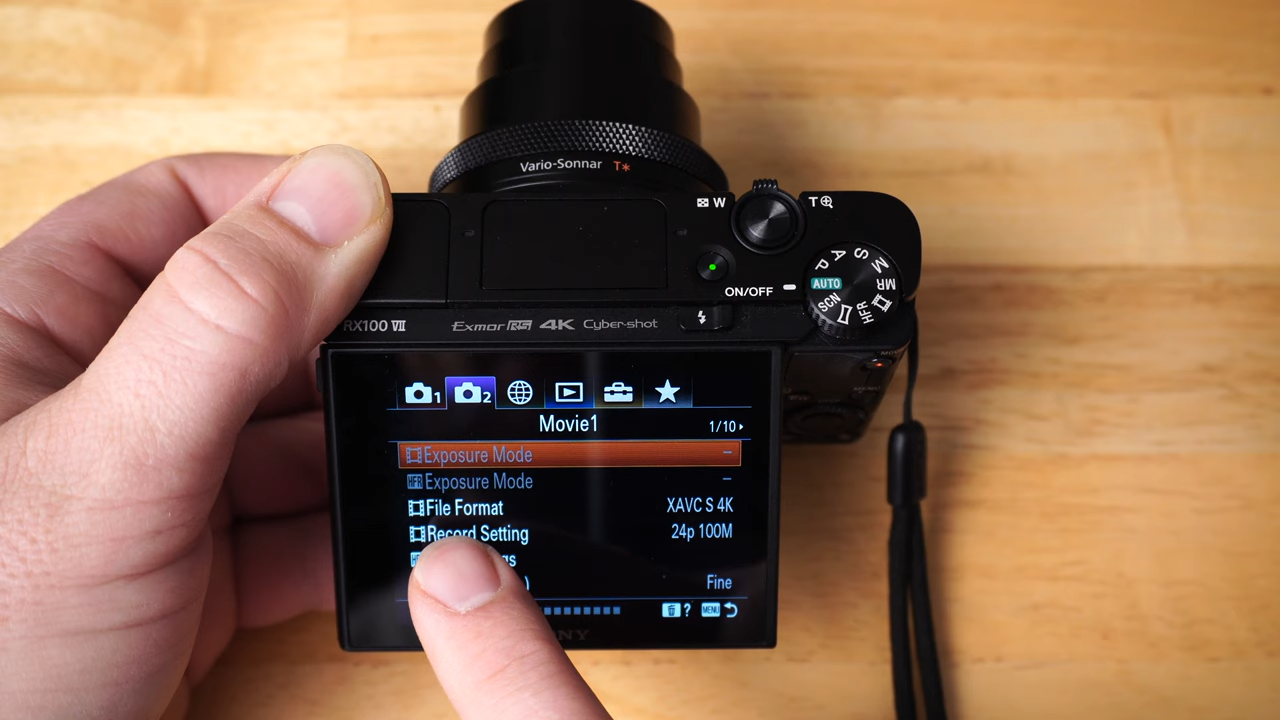 Vario-Sonnar T*
W T
ON/OFF
P A S M MR HFR SCN AUTO
RX100 VII Exmor RS 4K Cyber-shot
1 2
Movie1
1/10
Exposure Mode –
HFR Exposure Mode –
File Format XAVC S 4K
Record Setting 24p 100M
Fine
? MENU